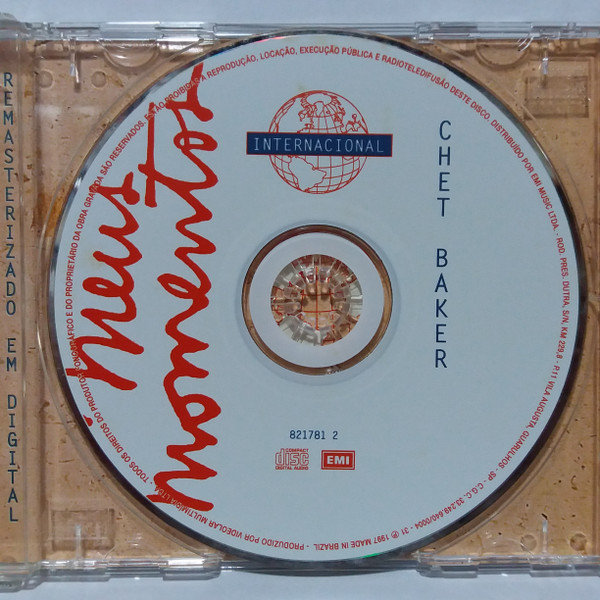 REMASTERIZADO EM DIGITAL
meus
momentos
INTERNACIONAL
CHET BAKER
821781 2
COMPACT
disc
DIGITAL AUDIO
EMI
TODOS OS DIREITOS DO PRODUTOR FONOGRÁFICO E DO PROPRIETÁRIO DA OBRA GRAVADA SÃO RESERVADOS. ESTÃO PROIBIDAS A REPRODUÇÃO, LOCAÇÃO, EXECUÇÃO PÚBLICA E RADIOTELEDIFUSÃO DESTE DISCO. DISTRIBUÍDO POR EMI MUSIC LTDA. - ROD. PRES. DUTRA, S/N, KM 229,8 - P.11 VILA AUGUSTA, GUARULHOS - SP - C.G.C. 33.249.640/0004 - 31 ℗ 1997 MADE IN BRAZIL - PRODUZIDO POR VIDEOLAR MULTIMÍDIA LTDA